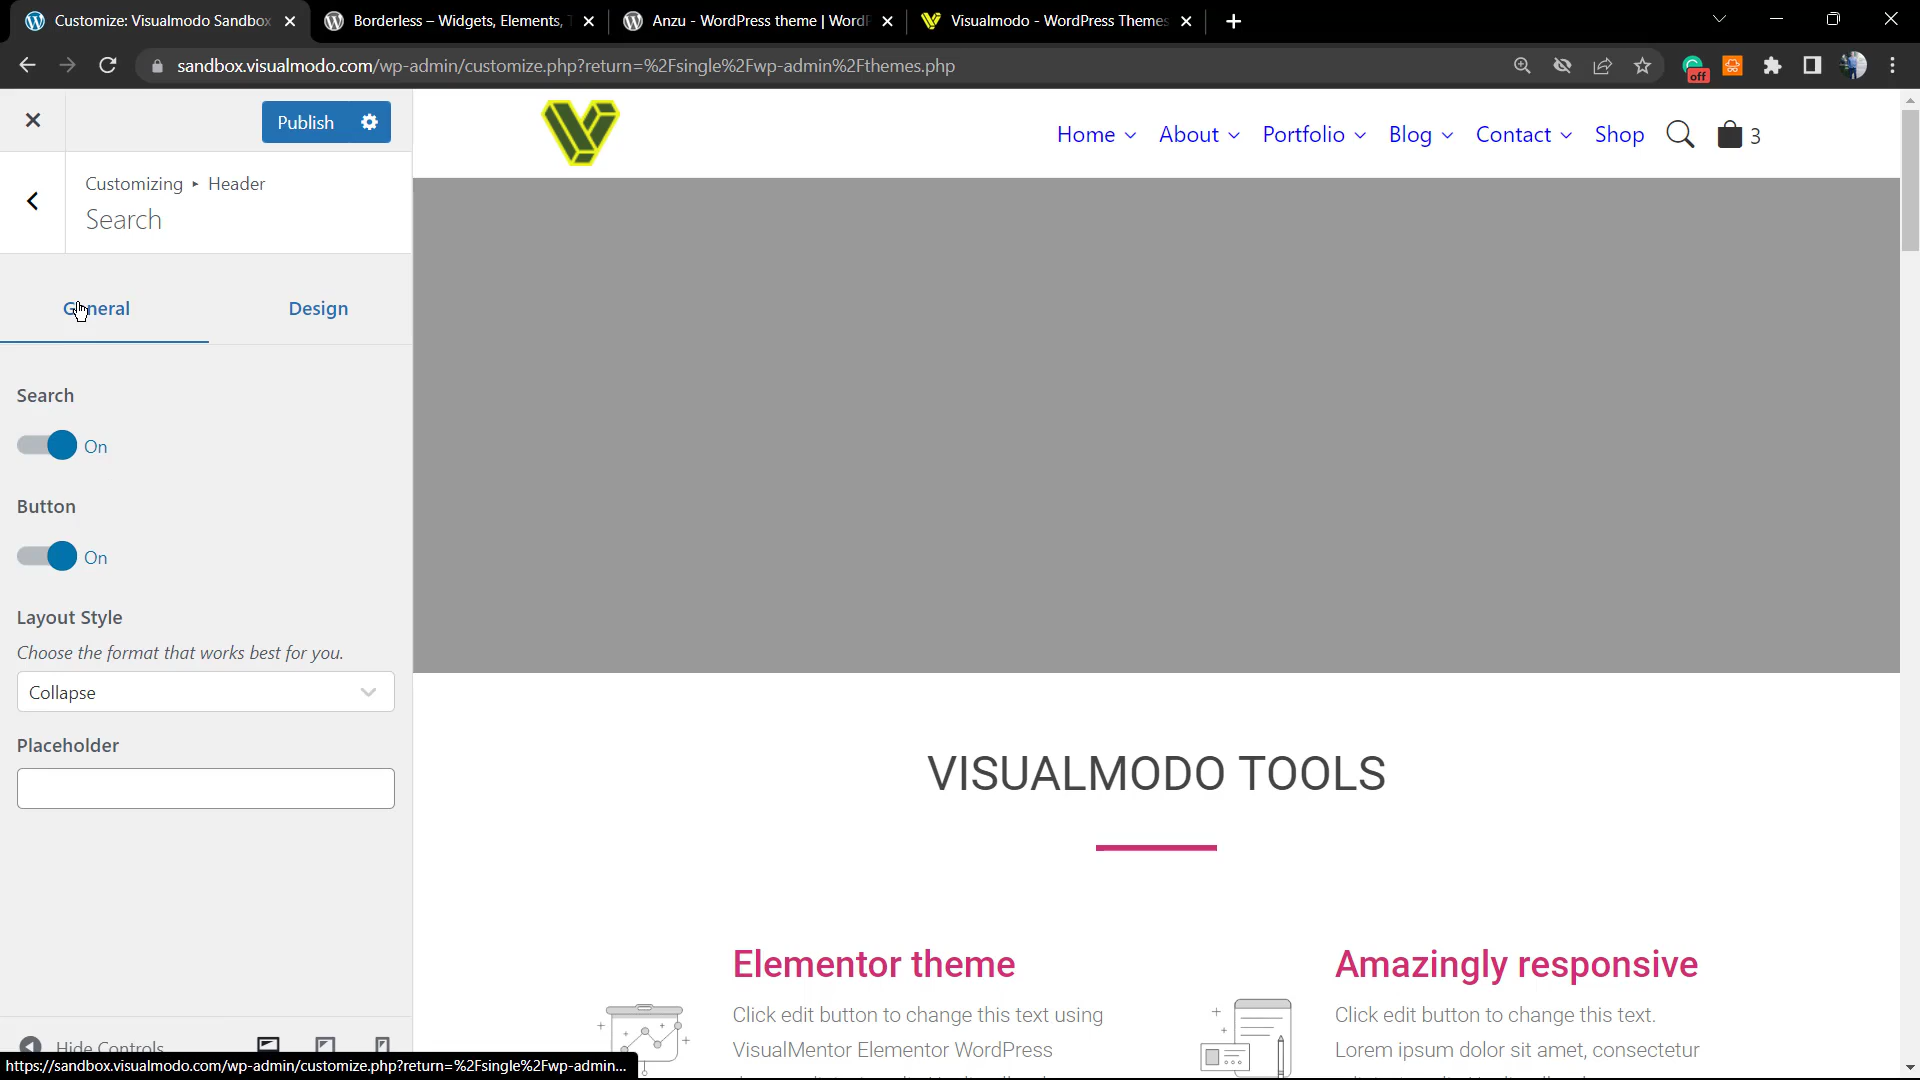 Customize: Visualmodo Sandbox
Borderless – Widgets, Elements,
Anzu - WordPress theme | Word
Visualmodo - WordPress Themes
sandbox.visualmodo.com/wp-admin/customize.php?return=%2Fsingle%2Fwp-admin%2Fthemes.php
off
Publish
Customizing ▸ Header
Search
General
Design
Search
On
Button
On
Layout Style
Choose the format that works best for you.
Collapse
Placeholder
Hide Controls
https://sandbox.visualmodo.com/wp-admin/customize.php?return=%2Fsingle%2Fwp-admin...
Home
About
Portfolio
Blog
Contact
Shop
3
VISUALMODO TOOLS
Elementor theme
Click edit button to change this text using
VisualMentor Elementor WordPress
Amazingly responsive
Click edit button to change this text.
Lorem ipsum dolor sit amet, consectetur